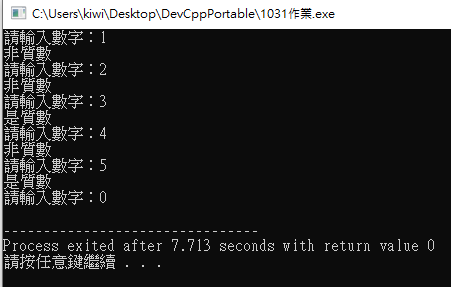 C:\Users\kiwi\Desktop\DevCppPortable\1031作業.exe
請輸入數字：1
非質數
請輸入數字：2
非質數
請輸入數字：3
是質數
請輸入數字：4
非質數
請輸入數字：5
是質數
請輸入數字：0
--------------------------------
Process exited after 7.713 seconds with return value 0
請按任意鍵繼續 . . .